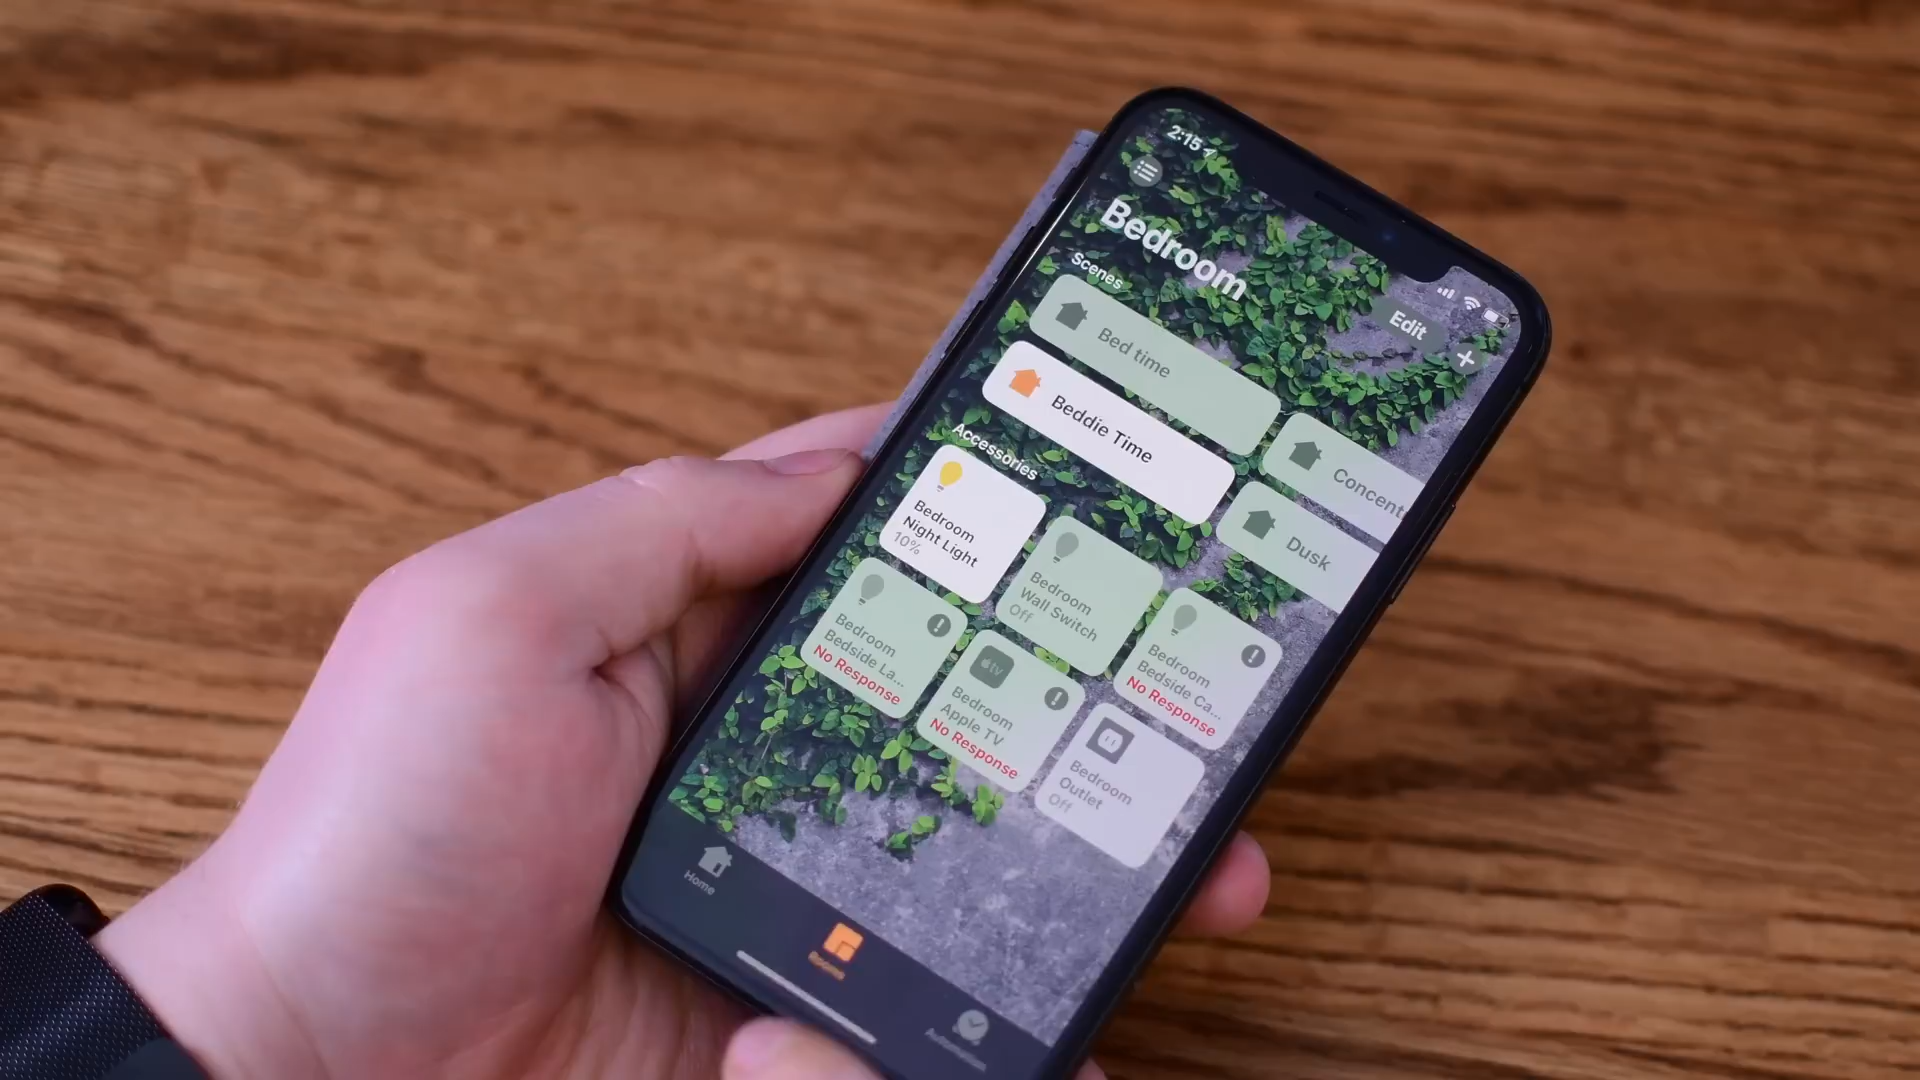 2:15
Edit
Bedroom
Scenes
Bed time
Concent
Beddie Time
Dusk
Accessories
Bedroom
Night Light
10%
Bedroom
Wall Switch
Off
Bedroom
Bedside Ca...
No Response
Bedroom
Bedside La...
No Response
tv
Bedroom
Apple TV
No Response
Bedroom
Outlet
Off
Home
Rooms
Automation